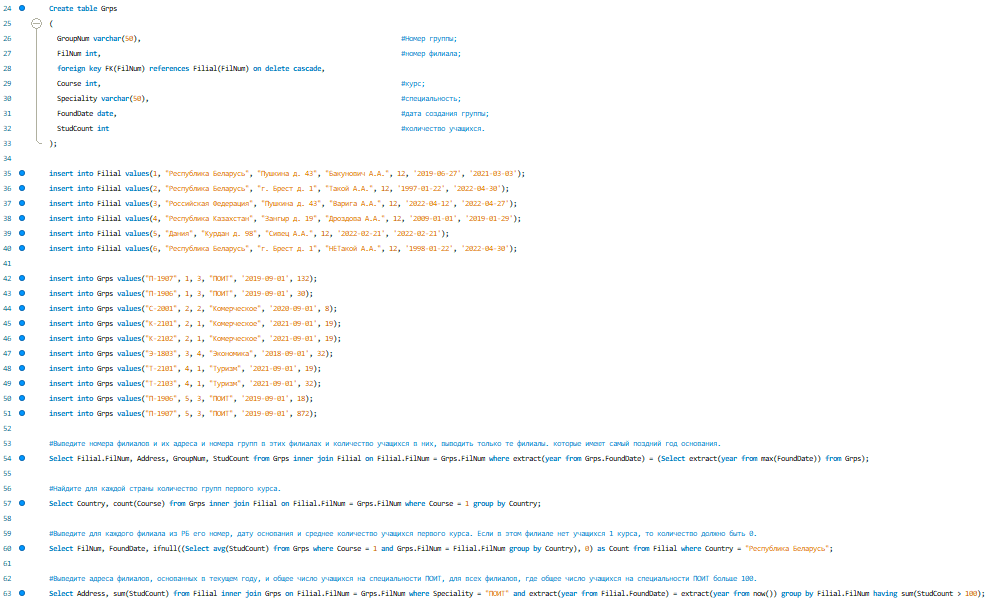 24 Create table Grps
25 (
26 GroupNum varchar(50), #Номер группы;
27 FilNum int, #номер филиала;
28 foreign key FK(FilNum) references Filial(FilNum) on delete cascade,
29 Course int, #курс;
30 Speciality varchar(50), #специальность;
31 FoundDate date, #дата создания группы;
32 StudCount int #количество учащихся.
33 );
34
35 insert into Filial values(1, "Республика Беларусь", "Пушкина д. 43", "Бакунович А.А.", 12, '2019-06-27', '2021-03-03');
36 insert into Filial values(2, "Республика Беларусь", "г. Брест д. 1", "Такой А.А.", 12, '1997-01-22', '2022-04-30');
37 insert into Filial values(3, "Российская Федерация", "Пушкина д. 43", "Варига А.А.", 12, '2022-04-12', '2022-04-27');
38 insert into Filial values(4, "Республика Казахстан", "Зангыр д. 19", "Дроздова А.А.", 12, '2009-01-01', '2019-01-29');
39 insert into Filial values(5, "Дания", "Курдан д. 98", "Сивец А.А.", 12, '2022-02-21', '2022-02-21');
40 insert into Filial values(6, "Республика Беларусь", "г. Брест д. 1", "НЕТакой А.А.", 12, '1998-01-22', '2022-04-30');
41
42 insert into Grps values("П-1907", 1, 3, "ПОИТ", '2019-09-01', 132);
43 insert into Grps values("П-1906", 1, 3, "ПОИТ", '2019-09-01', 30);
44 insert into Grps values("С-2001", 2, 2, "Комерческое", '2020-09-01', 8);
45 insert into Grps values("К-2101", 2, 1, "Комерческое", '2021-09-01', 19);
46 insert into Grps values("К-2102", 2, 1, "Комерческое", '2021-09-01', 19);
47 insert into Grps values("Э-1803", 3, 4, "Экономика", '2018-09-01', 32);
48 insert into Grps values("Т-2101", 4, 1, "Туризм", '2021-09-01', 19);
49 insert into Grps values("Т-2103", 4, 1, "Туризм", '2021-09-01', 32);
50 insert into Grps values("П-1906", 5, 3, "ПОИТ", '2019-09-01', 18);
51 insert into Grps values("П-1907", 5, 3, "ПОИТ", '2019-09-01', 872);
52
53 #Выведите номера филиалов и их адреса и номера групп в этих филиалах и количество учащихся в них, выводить только те филиалы. которые имеет самый поздний год основания.
54 Select Filial.FilNum, Address, GroupNum, StudCount from Grps inner join Filial on Filial.FilNum = Grps.FilNum where extract(year from Grps.FoundDate) = (Select extract(year from max(FoundDate)) from Grps);
55
56 #Найдите для каждой страны количество групп первого курса.
57 Select Country, count(Course) from Grps inner join Filial on Filial.FilNum = Grps.FilNum where Course = 1 group by Country;
58
59 #Выведите для каждого филиала из РБ его номер, дату основания и среднее количество учащихся первого курса. Если в этом филиале нет учащихся 1 курса, то количество должно быть 0.
60 Select FilNum, FoundDate, ifnull((Select avg(StudCount) from Grps where Course = 1 and Grps.FilNum = Filial.FilNum group by Country), 0) as Count from Filial where Country = "Республика Беларусь";
61
62 #Выведите адреса филиалов, основанных в текущем году, и общее число учащихся на специальности ПОИТ, для всех филиалов, где общее число учащихся на специальности ПОИТ больше 100.
63 Select Address, sum(StudCount) from Filial inner join Grps on Filial.FilNum = Grps.FilNum where Speciality = "ПОИТ" and extract(year from Filial.FoundDate) = extract(year from now()) group by Filial.FilNum having sum(StudCount > 100);